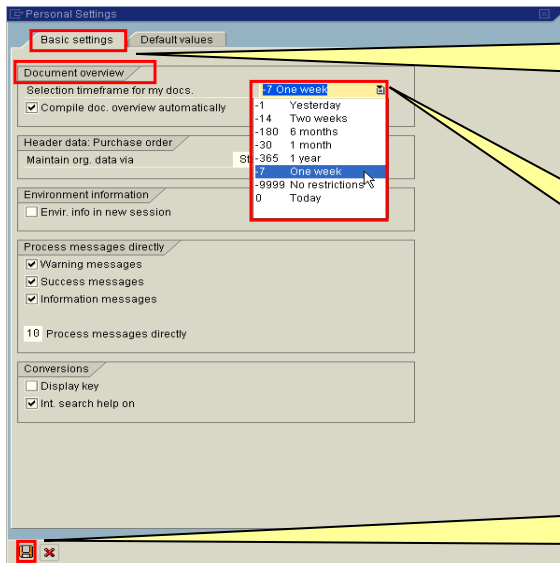 Personal Settings
Basic settings
Default values
Document overview
Selection timeframe for my docs.
-7 One week
Compile doc. overview automatically
-1 Yesterday
-14 Two weeks
-180 6 months
-30 1 month
-365 1 year
-7 One week
-9999 No restrictions
0 Today
Header data: Purchase order
Maintain org. data via
St
Environment information
Envir. info in new session
Process messages directly
Warning messages
Success messages
Information messages
10 Process messages directly
Conversions
Display key
Int. search help on